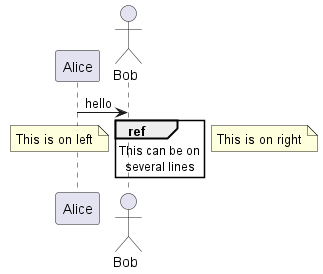 Alice
Bob
hello
ref
This is on left
This can be on
several lines
This is on right
Alice
Bob